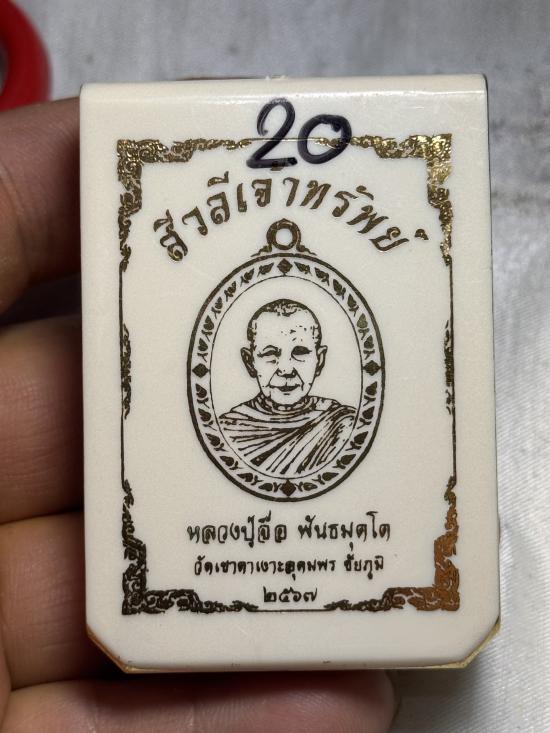 20
สิวลีเจ้าทรัพย์
หลวงปู่จื่อ พันธมุตโต
วัดเขาตาเงาะอุดมพร ชัยภูมิ
๒๕๖๗